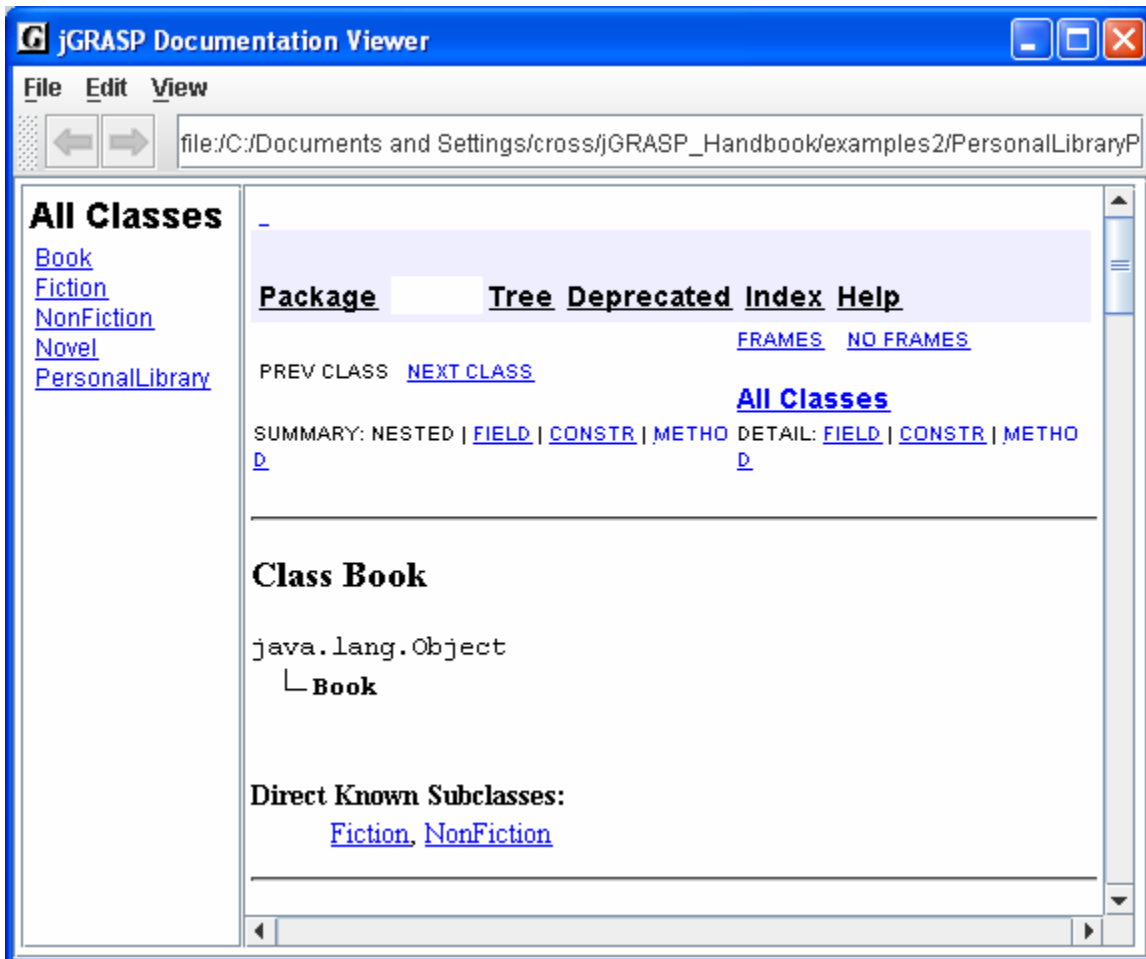 jGRASP Documentation Viewer
File Edit View
file:/C:/Documents and Settings/cross/jGRASP_Handbook/examples2/PersonalLibraryP
All Classes
Book
Fiction
NonFiction
Novel
PersonalLibrary
Package Tree Deprecated Index Help
FRAMES NO FRAMES
PREV CLASS NEXT CLASS
All Classes
SUMMARY: NESTED | FIELD | CONSTR | METHO
D
DETAIL: FIELD | CONSTR | METHO
D
Class Book
java.lang.Object
Book
Direct Known Subclasses:
Fiction, NonFiction